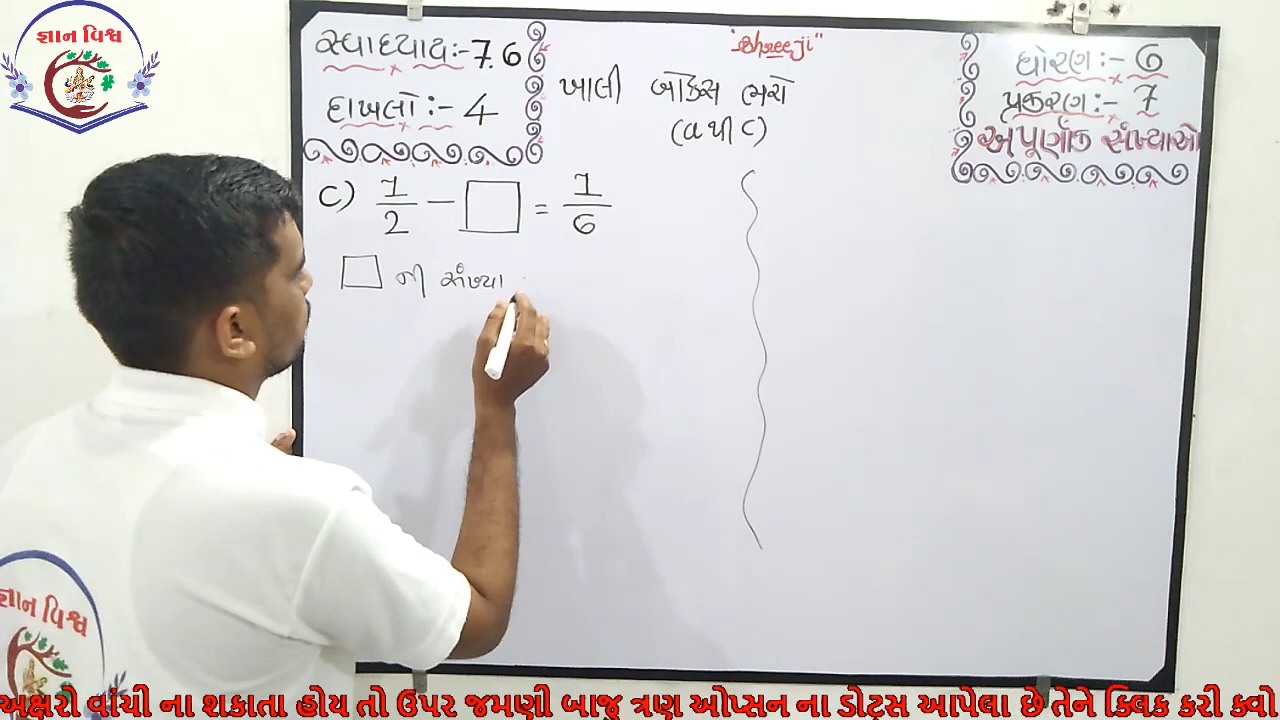 જ્ઞાન વિશ્વ
સ્વાધ્યાય:- 7.6
દાખલો :- 4
"Shreeji"
ખાલી બોક્સ ભરો
(a થી c)
ધોરણ:- 6
પ્રકરણ:- 7
અપૂર્ણાંક સંખ્યાઓ
c) 1/2 - □ = 1/6
□ ની સંખ્યા
જ્ઞાન વિશ્વ
અક્ષરો વાંચી ના શકાતા હોય તો ઉપર જમણી બાજુ ત્રણ ઓપ્સન ના ડોટ્સ આપેલા છે તેને ક્લિક કરી ક્વો